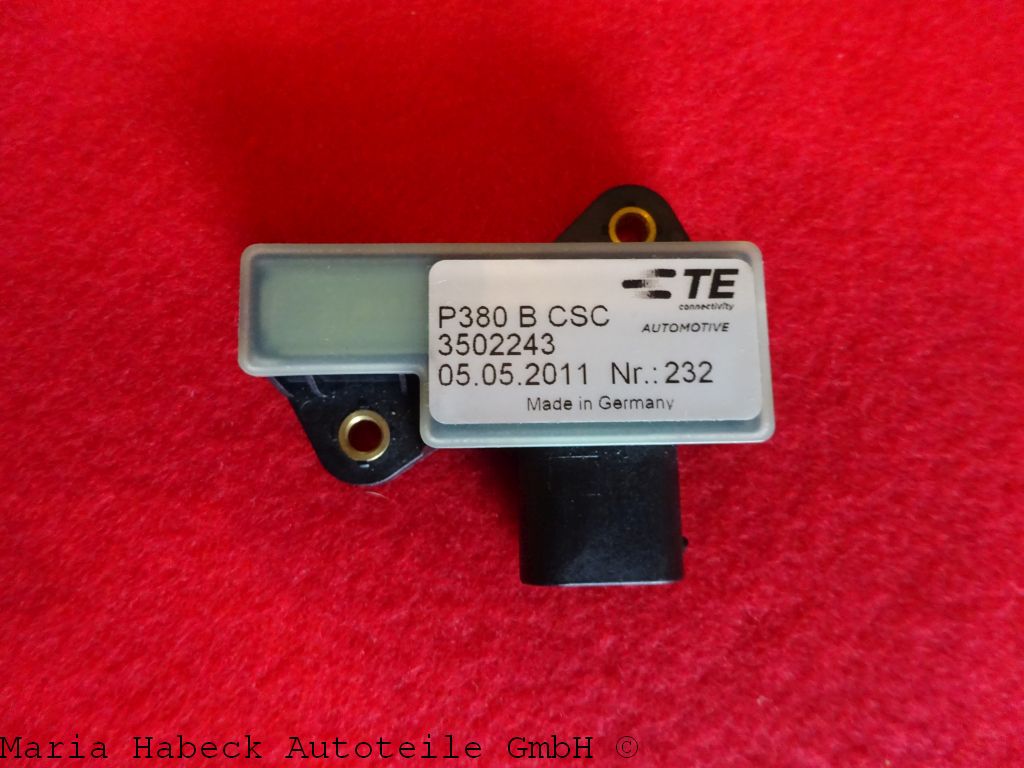 TE
connectivity
P380 B CSC
AUTOMOTIVE
3502243
05.05.2011 Nr.: 232
Made in Germany
Maria Habeck Autoteile GmbH ©